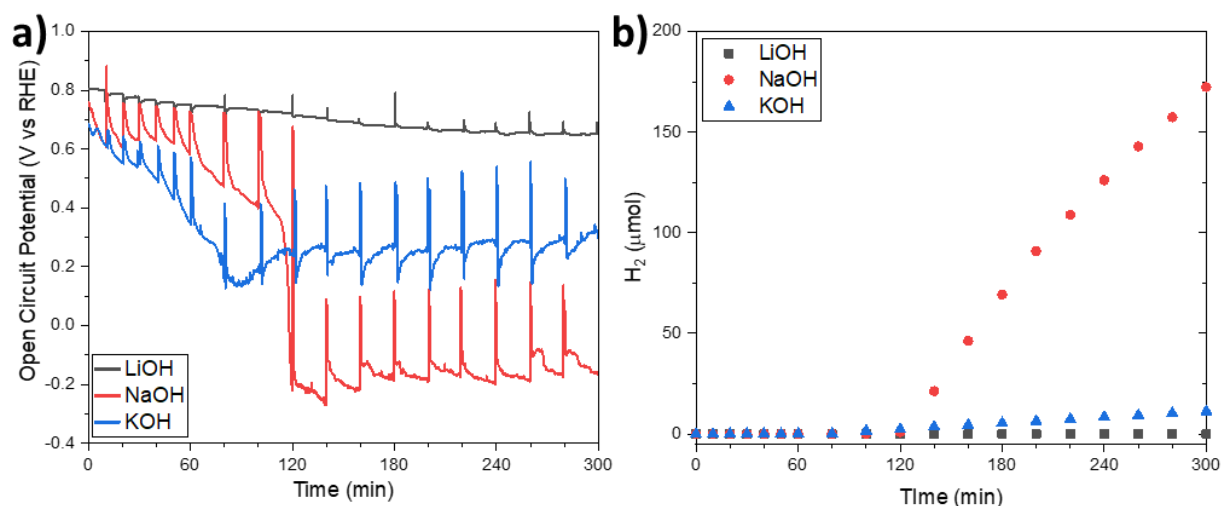 a)
Open Circuit Potential (V vs RHE)
1.0
0.8
0.6
0.4
0.2
0.0
-0.2
-0.4
LiOH
NaOH
KOH
0 60 120 180 240 300
Time (min)
b)
H₂ (μmol)
200
150
100
50
0
LiOH
NaOH
KOH
0 60 120 180 240 300
TIme (min)